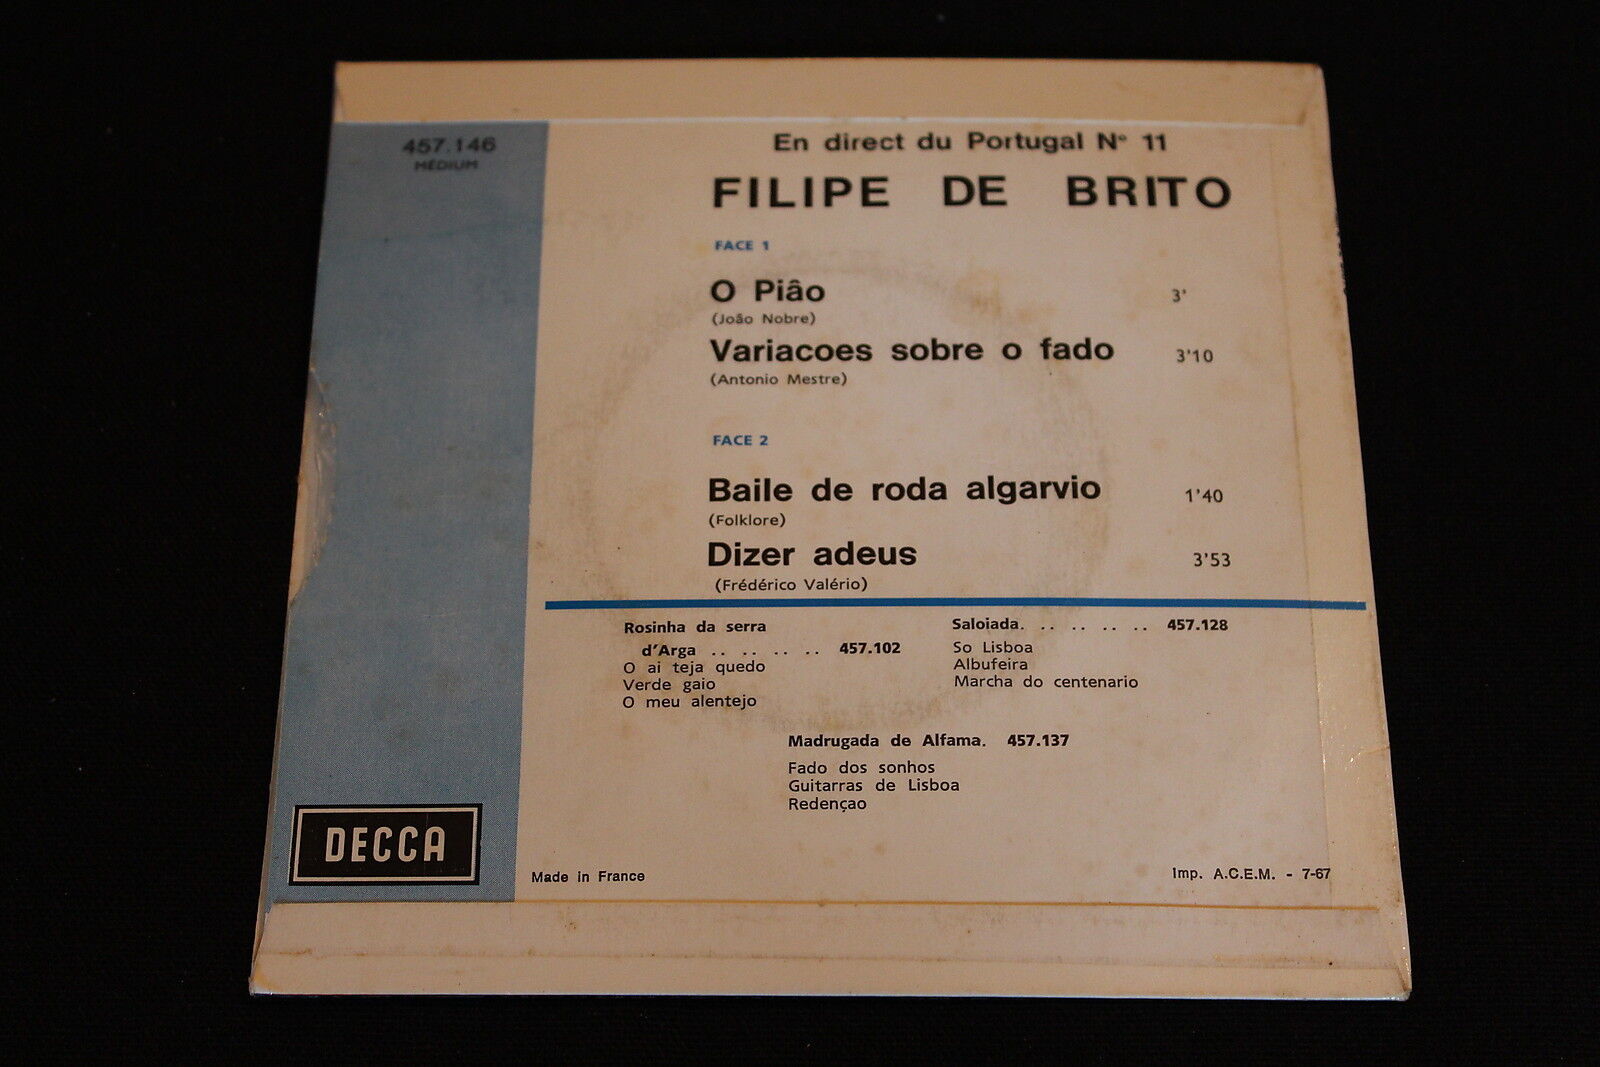 457.146
MÉDIUM
En direct du Portugal N° 11
FILIPE DE BRITO
FACE 1
O Piâo 3'
(Joâo Nobre)
Variacoes sobre o fado 3'10
(Antonio Mestre)
FACE 2
Baile de roda algarvio 1'40
(Folklore)
Dizer adeus 3'53
(Frédérico Valério)
Rosinha da serra
d'Arga .. .. .. .. 457.102
O ai teja quedo
Verde gaio
O meu alentejo
Saloiada. .. .. .. .. 457.128
So Lisboa
Albufeira
Marcha do centenario
Madrugada de Alfama. 457.137
Fado dos sonhos
Guitarras de Lisboa
Redençao
DECCA
Made in France
Imp. A.C.E.M. - 7-67